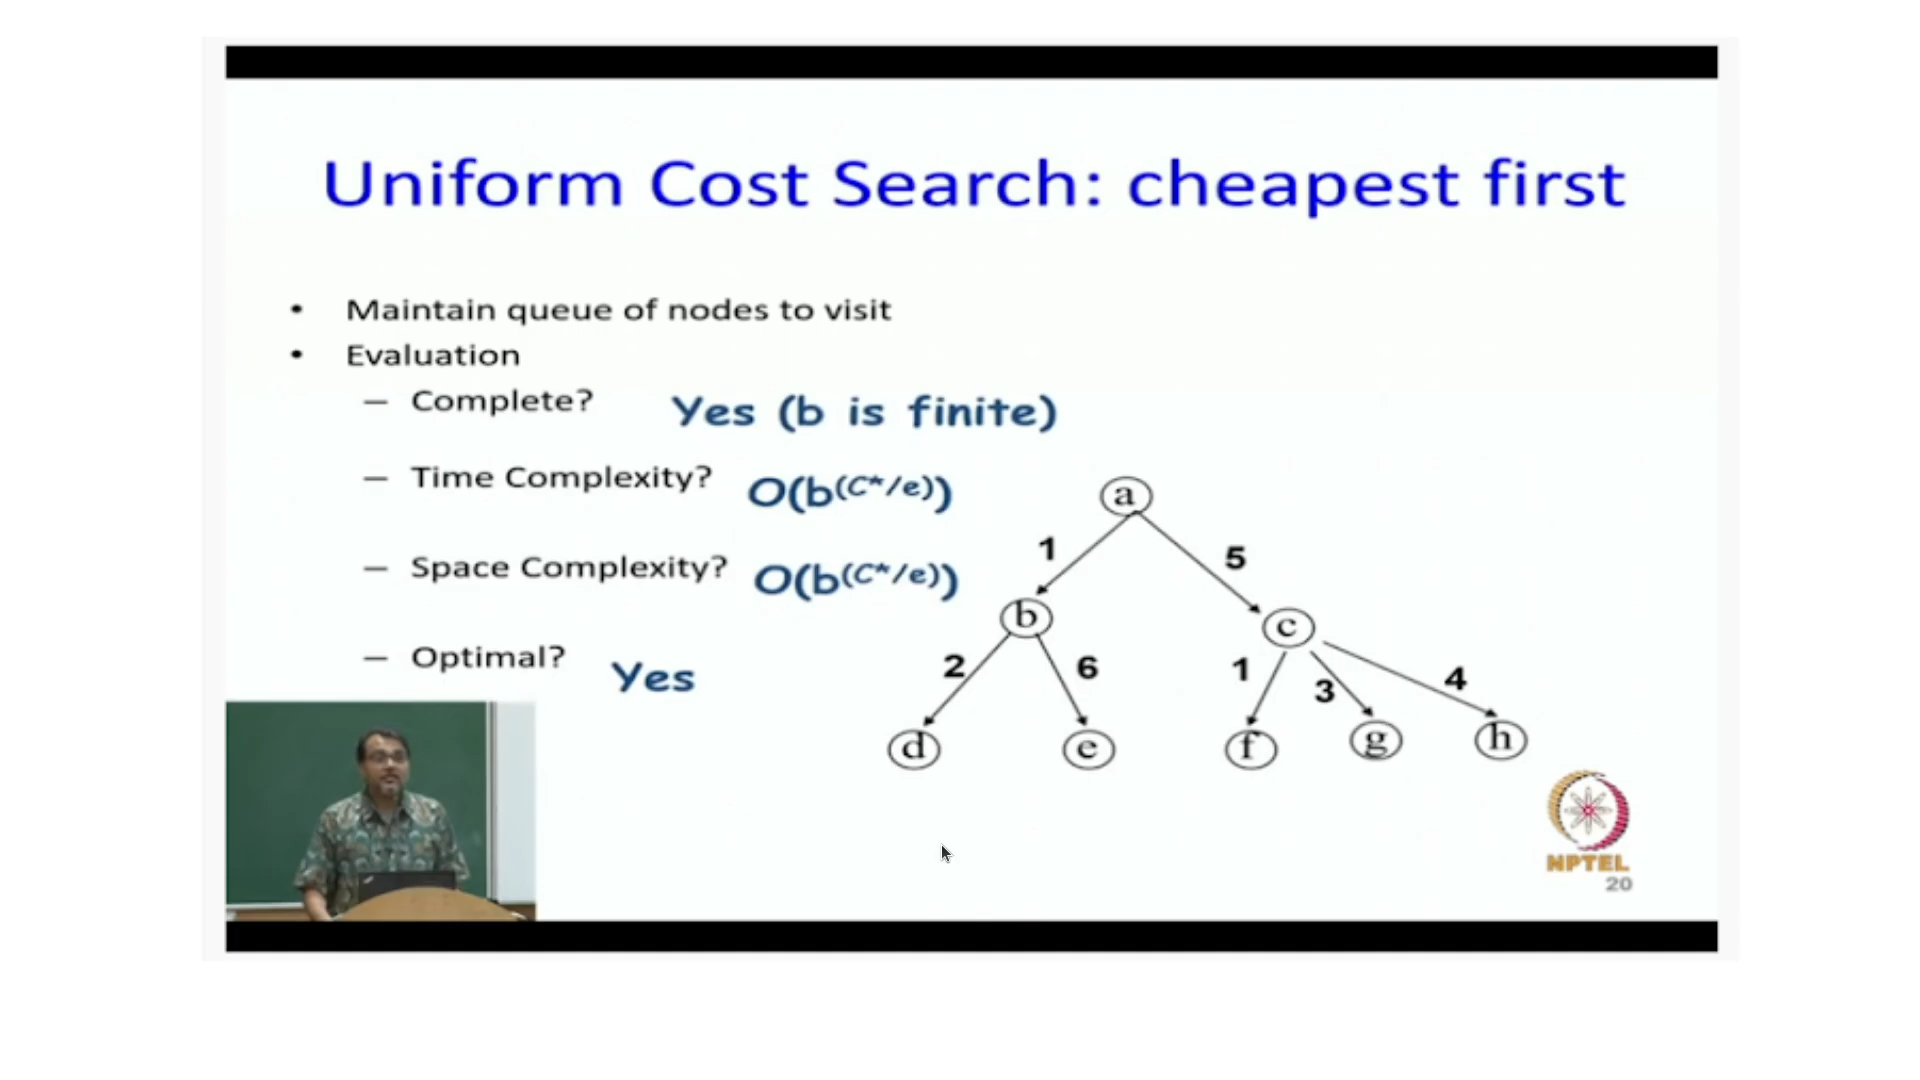 Uniform Cost Search: cheapest first
• Maintain queue of nodes to visit
• Evaluation
– Complete? Yes (b is finite)
– Time Complexity? O(b^(C*/e))
– Space Complexity? O(b^(C*/e))
– Optimal? Yes
a
1 5
b c
2 6 1 3 4
d e f g h
NPTEL
20